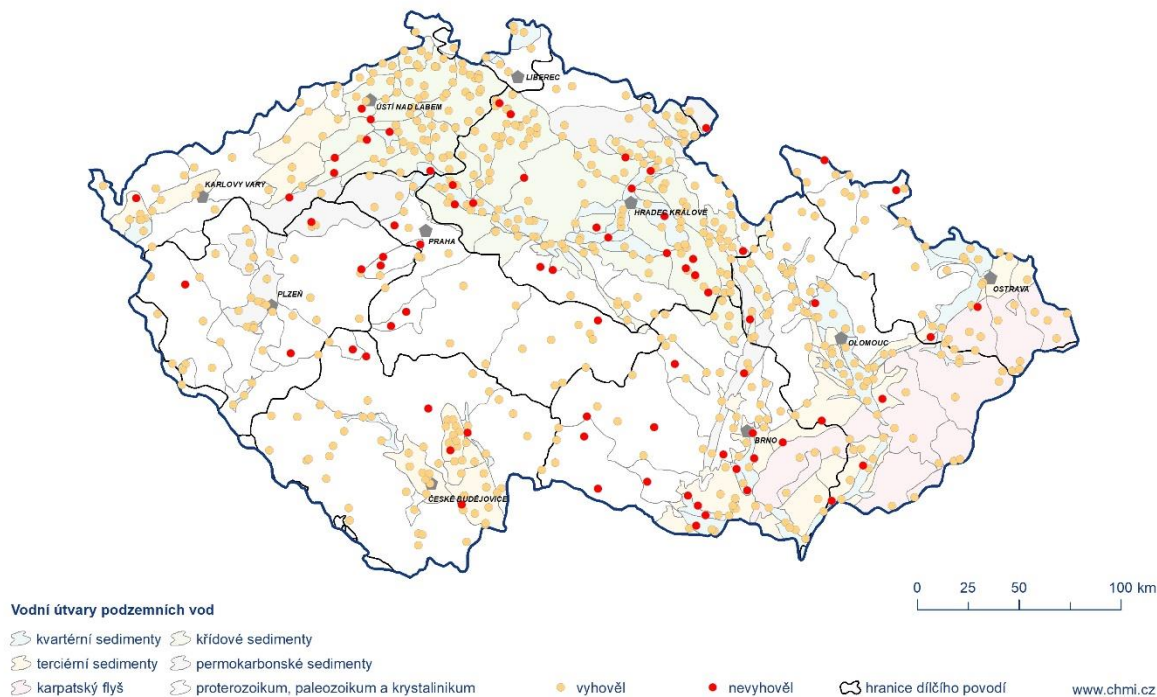 LIBEREC
ÚSTÍ NAD LABEM
KARLOVY VARY
HRADEC KRÁLOVÉ
PRAHA
PLZEŇ
OSTRAVA
OLOMOUC
BRNO
ČESKÉ BUDĚJOVICE
0 25 50 100 km
Vodní útvary podzemních vod
kvartérní sedimenty křídové sedimenty
terciérní sedimenty permokarbonské sedimenty
karpatský flyš proterozoikum, paleozoikum a krystalinikum vyhověl nevyhověl hranice dílčího povodí www.chmi.cz